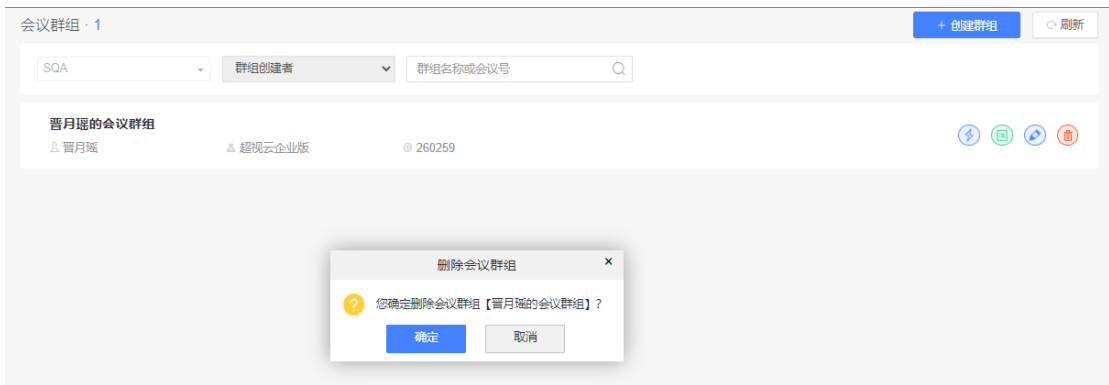 会议群组 · 1
+ 创建群组
刷新
SQA
群组创建者
群组名称或会议号
晋月瑶的会议群组
晋月瑶
超视云企业版
260259
删除会议群组
×
?
您确定删除会议群组【晋月瑶的会议群组】?
确定
取消